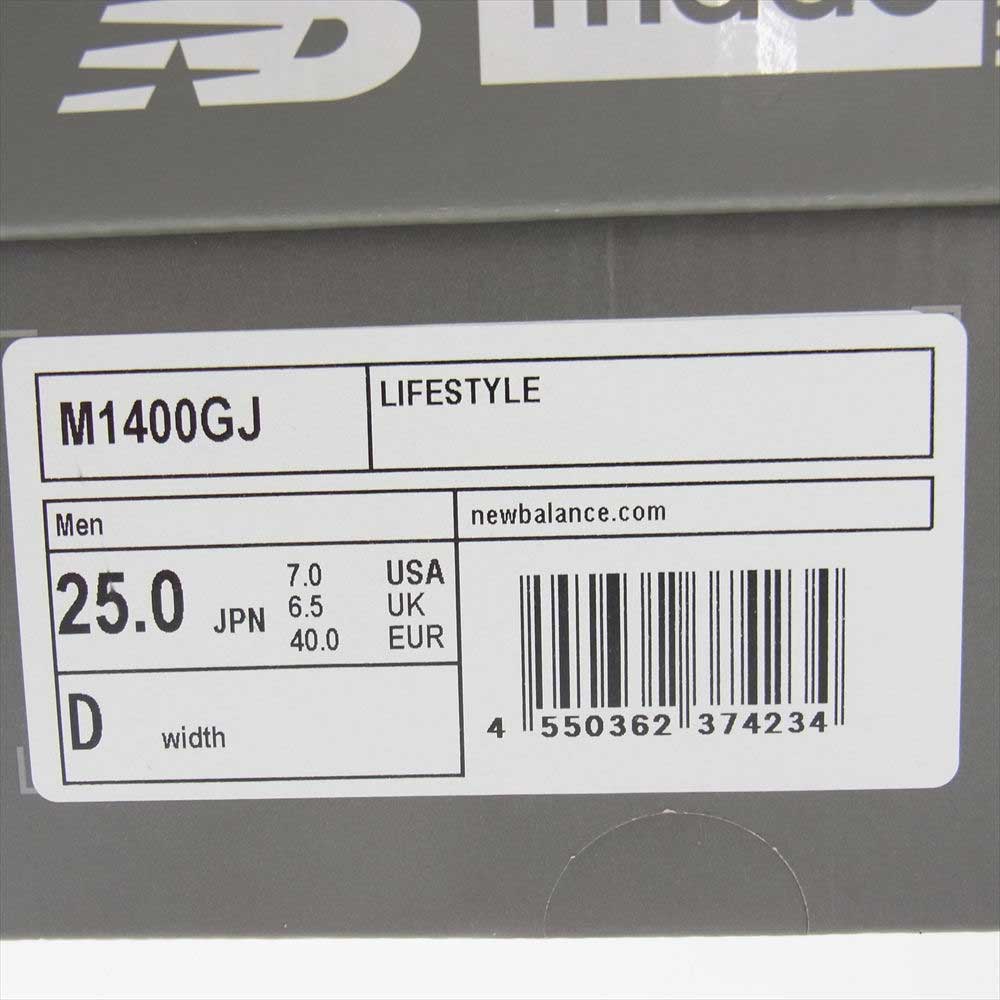 made
M1400GJ
LIFESTYLE
Men
newbalance.com
25.0 JPN
7.0 USA
6.5 UK
40.0 EUR
D width
4 550362 374234